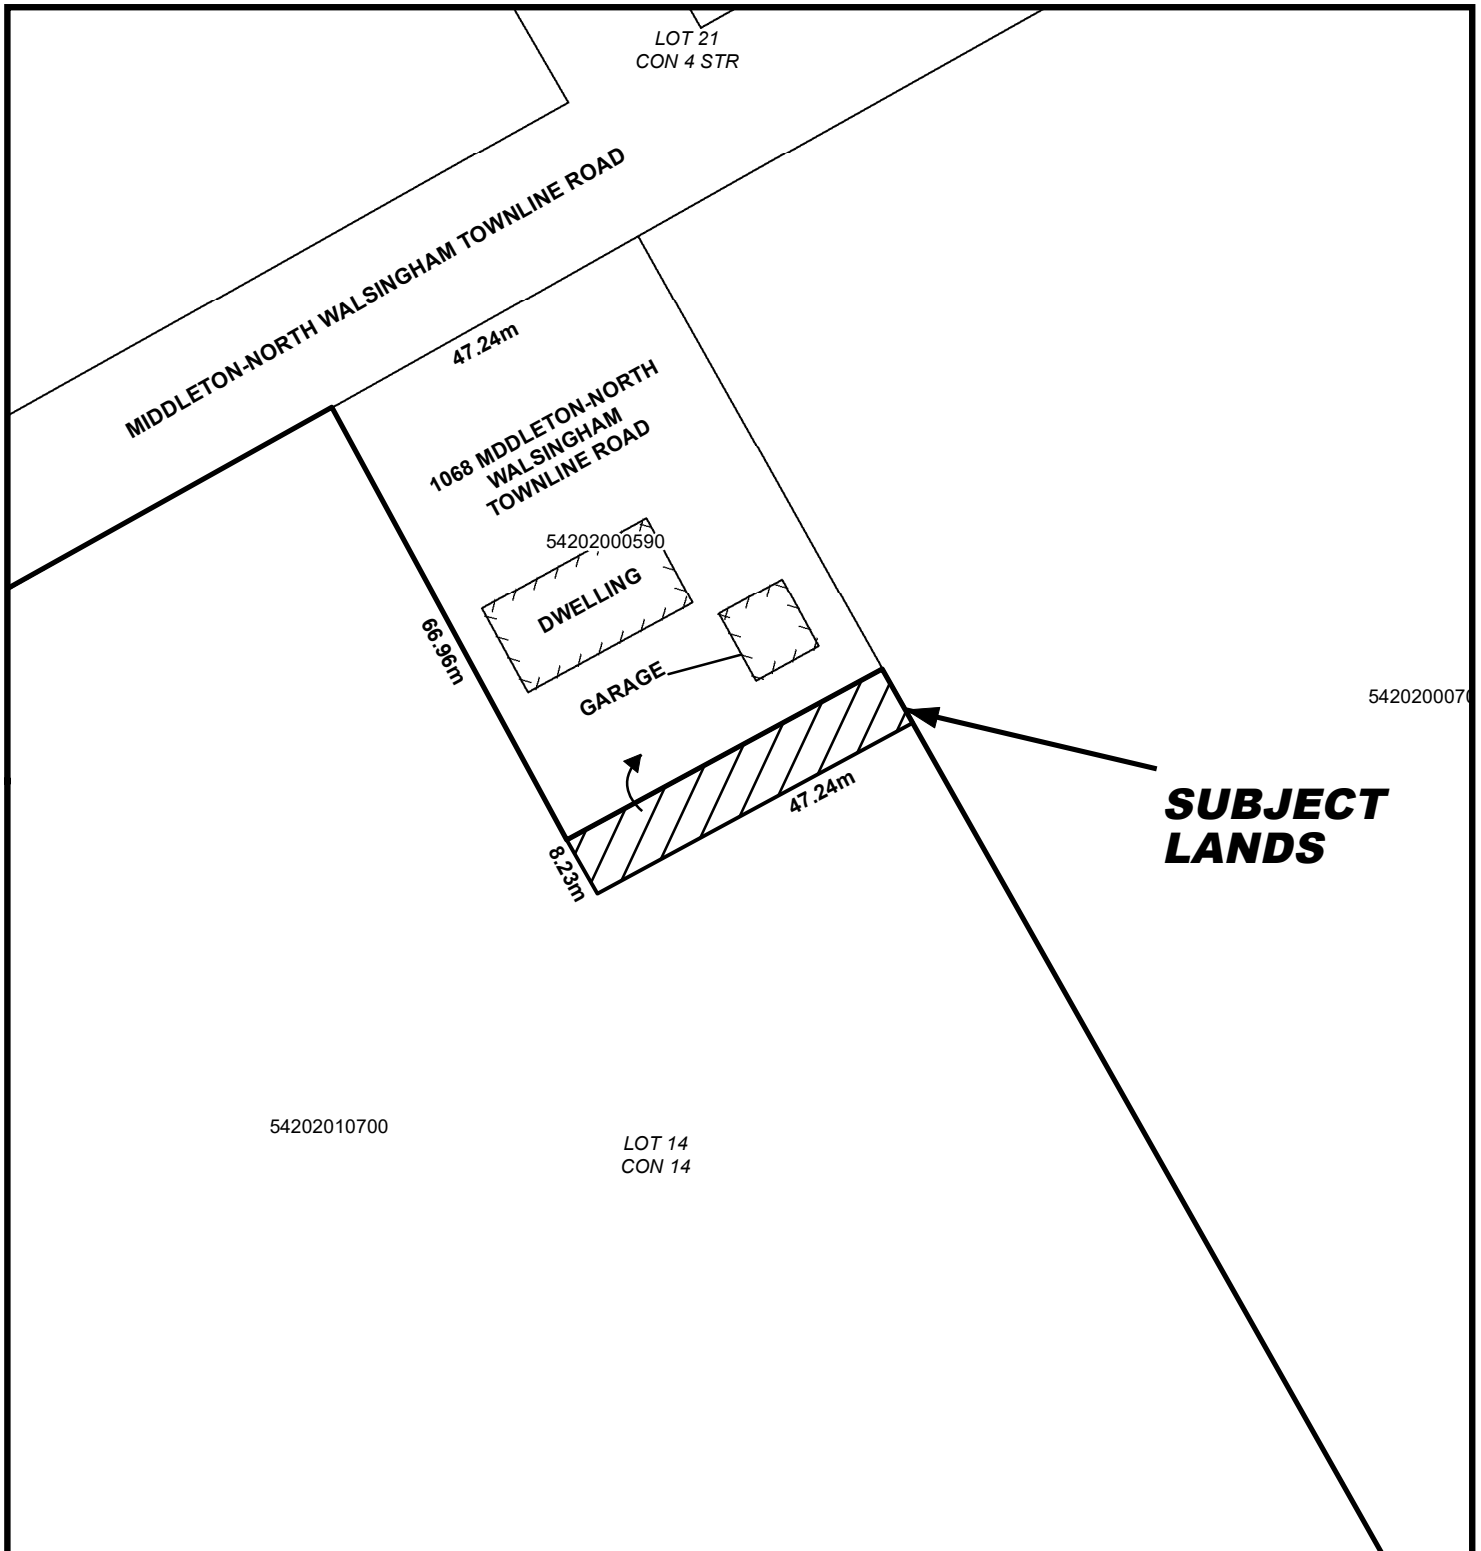 LOT 21
CON 4 STR
MIDDLETON-NORTH WALSINGHAM TOWNLINE ROAD
47.24m
1068 MDDLETON-NORTH
WALSINGHAM
TOWNLINE ROAD
54202000590
DWELLING
66.96m
GARAGE
5420200070
47.24m
SUBJECT
LANDS
8.23m
54202010700
LOT 14
CON 14